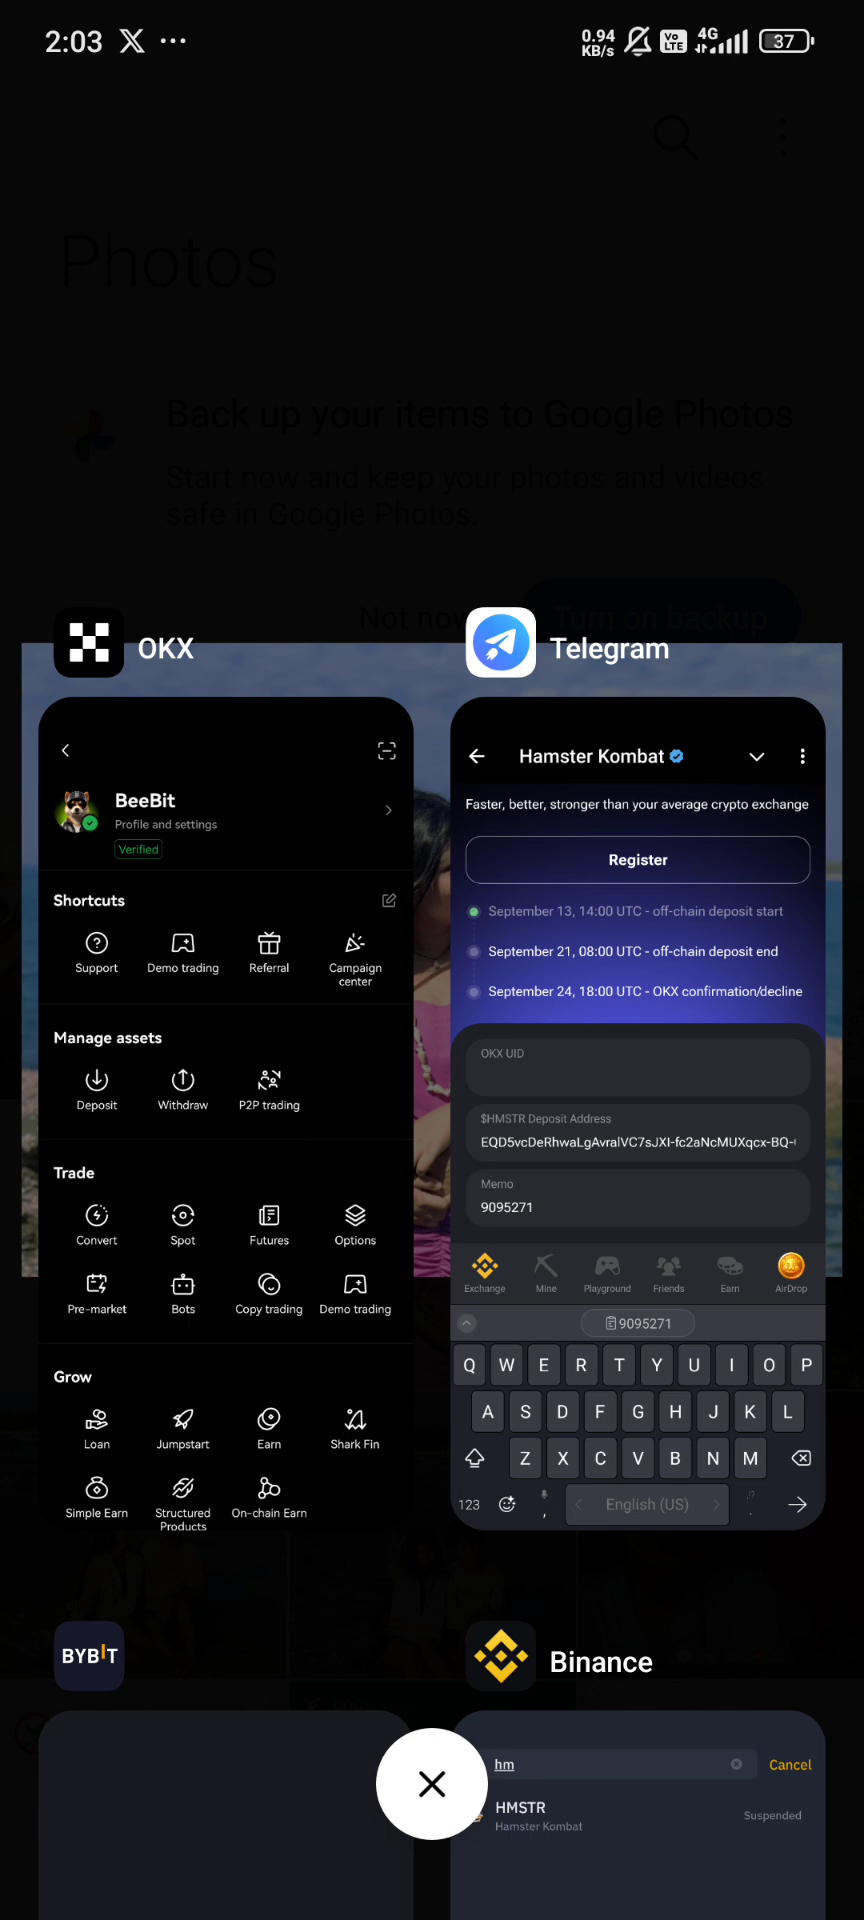 2:03
0.94
KB/s
Vo
LTE
4G
37
Photos
Back up your items to Google Photos
Start now and keep your photos and videos
safe in Google Photos.
Not now
Turn on backup
OKX
BeeBit
Profile and settings
Verified
Shortcuts
Support
Demo trading
Referral
Campaign
center
Manage assets
Deposit
Withdraw
P2P trading
Trade
Convert
Spot
Futures
Options
Pre-market
Bots
Copy trading
Demo trading
Grow
Loan
Jumpstart
Earn
Shark Fin
Simple Earn
Structured
Products
On-chain Earn
Telegram
Hamster Kombat
Faster, better, stronger than your average crypto exchange
Register
September 13, 14:00 UTC - off-chain deposit start
September 21, 08:00 UTC - off-chain deposit end
September 24, 18:00 UTC - OKX confirmation/decline
OKX UID
$HMSTR Deposit Address
EQD5vcDeRhwaLgAvralVC7sJXI-fc2aNcMUXqcx-BQ-
Memo
9095271
Exchange
Mine
Playground
Friends
Earn
AirDrop
9095271
Q W E R T Y U I O P
A S D F G H J K L
Z X C V B N M
123
,
English (US)
!?
.
BYBIT
Binance
hm
Cancel
HMSTR
Hamster Kombat
Suspended